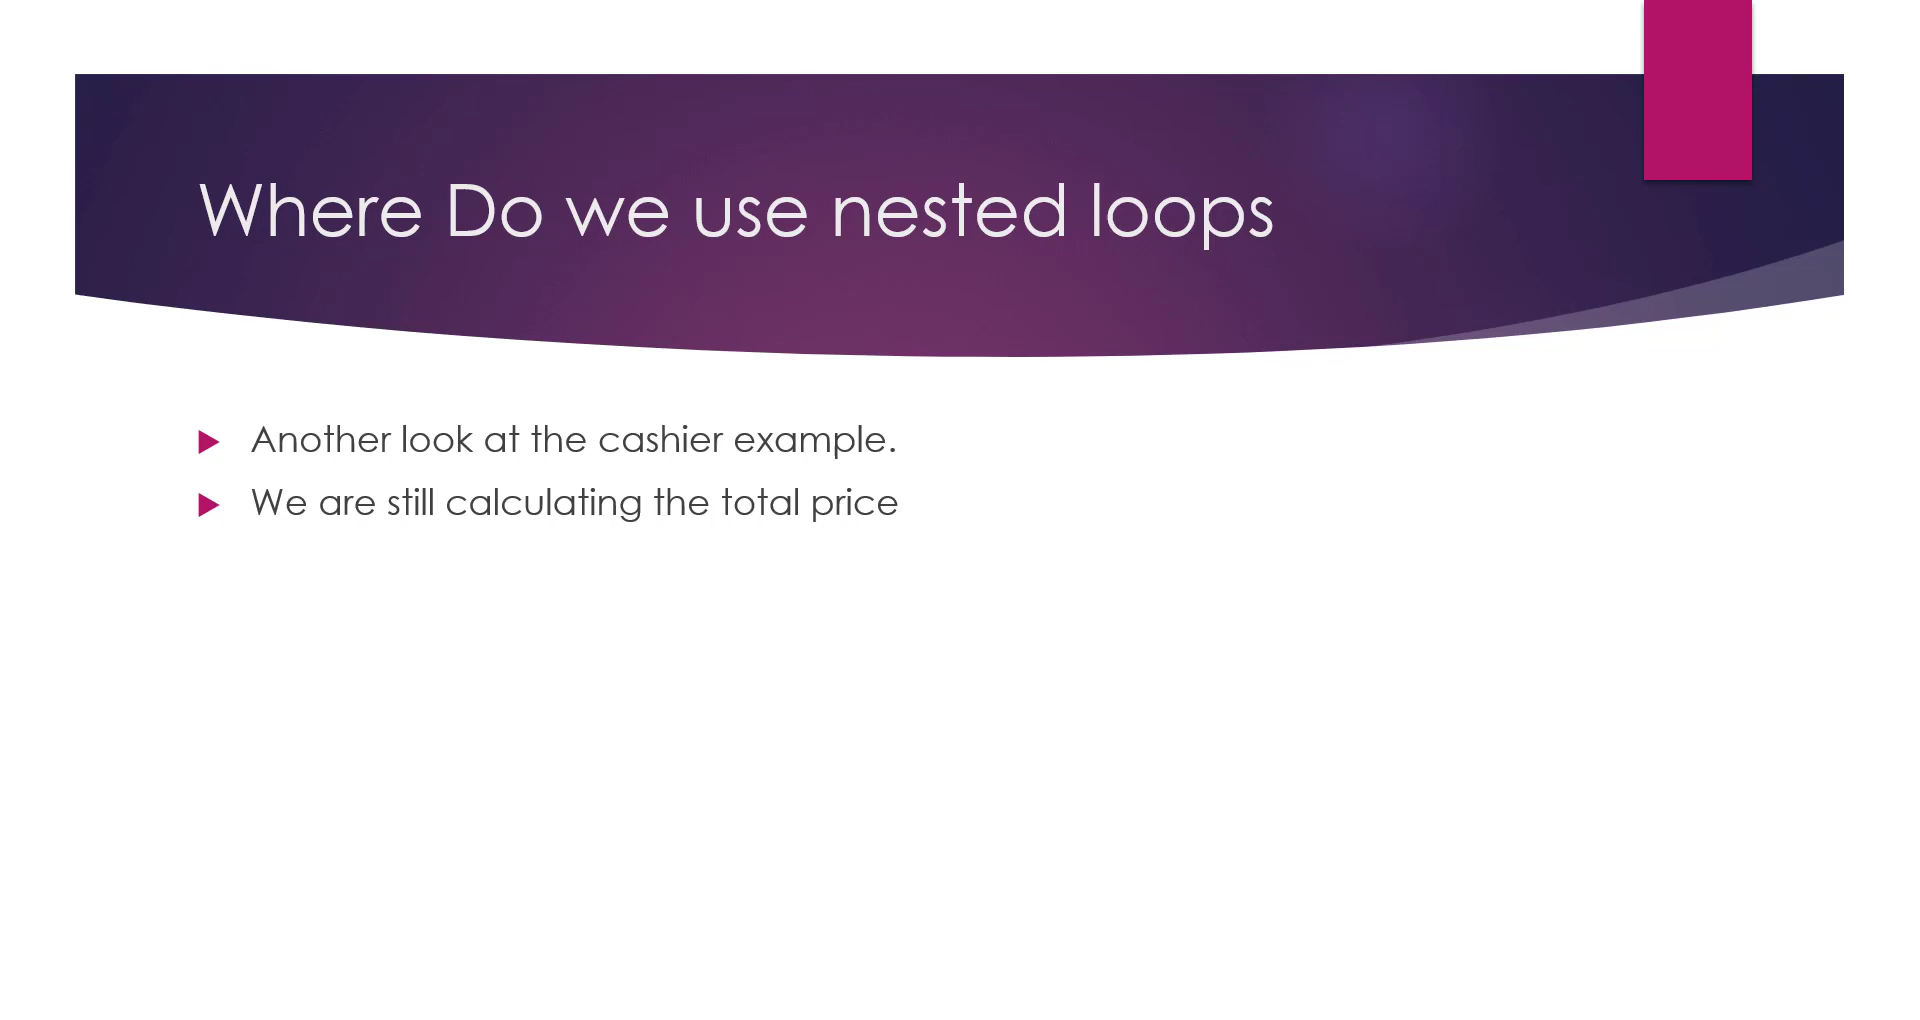 Where Do we use nested loops
Another look at the cashier example.
We are still calculating the total price